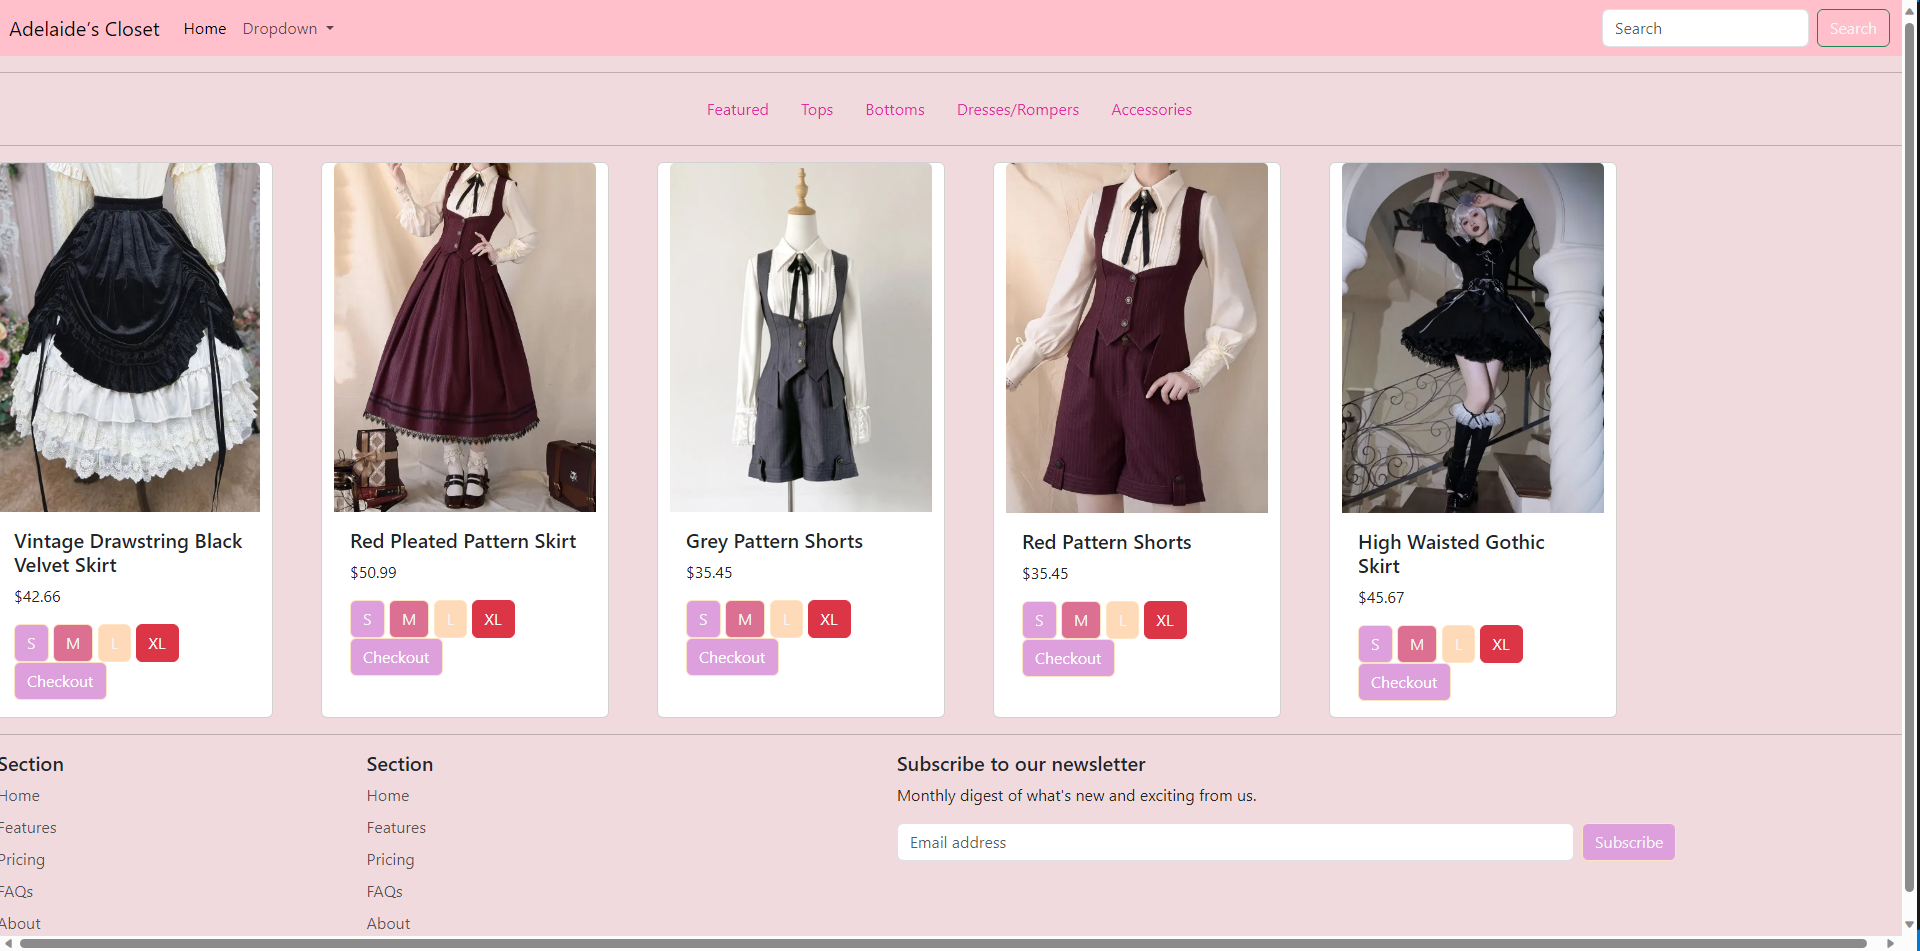 Adelaide's Closet Home Dropdown Search Search
Featured Tops Bottoms Dresses/Rompers Accessories
Vintage Drawstring Black
Velvet Skirt
$42.66
S M L XL
Checkout
Red Pleated Pattern Skirt
$50.99
S M L XL
Checkout
Grey Pattern Shorts
$35.45
S M L XL
Checkout
Red Pattern Shorts
$35.45
S M L XL
Checkout
High Waisted Gothic
Skirt
$45.67
S M L XL
Checkout
Section
Home
Features
Pricing
FAQs
About
Section
Home
Features
Pricing
FAQs
About
Subscribe to our newsletter
Monthly digest of what's new and exciting from us.
Email address Subscribe